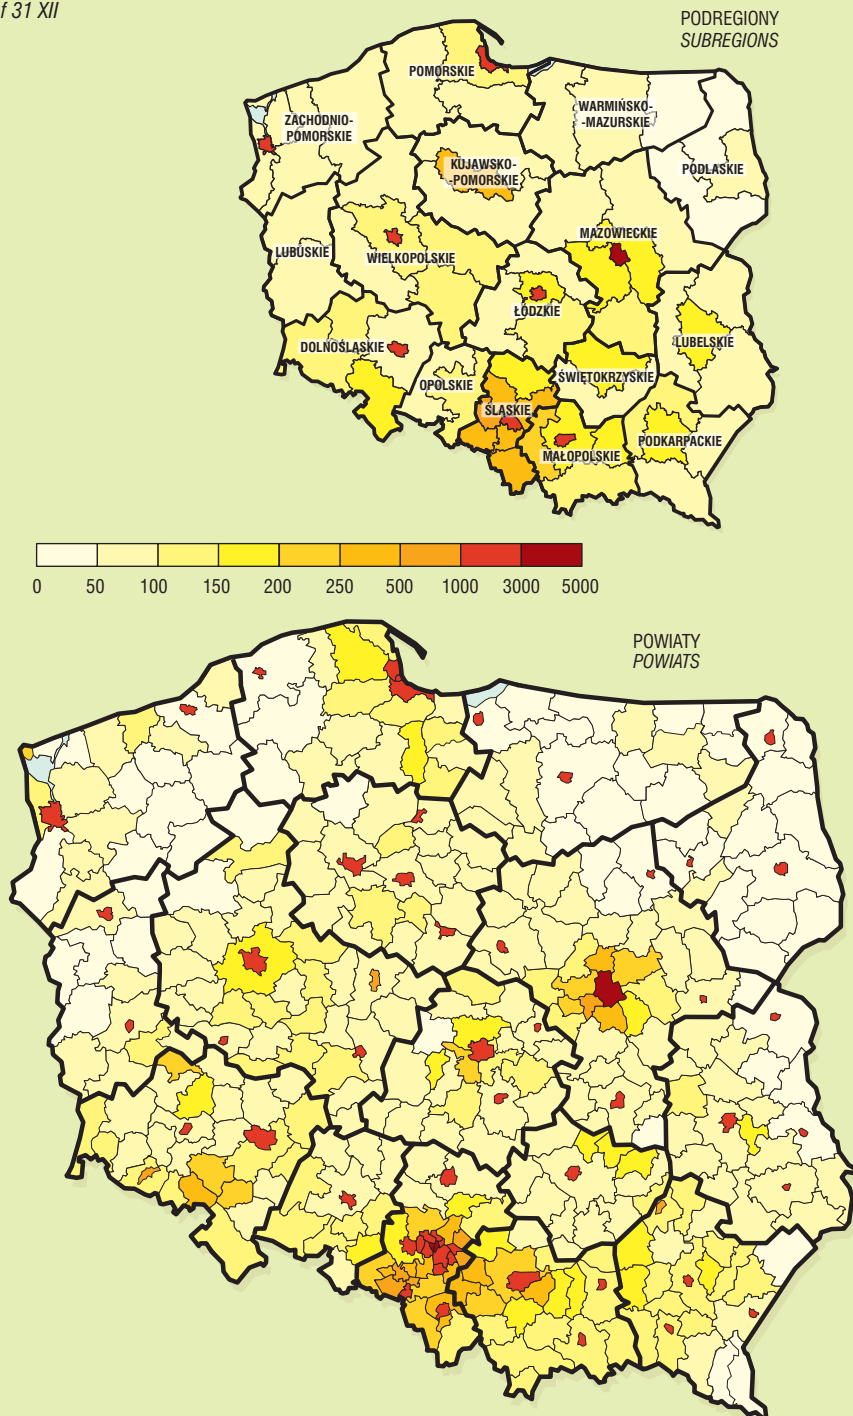 f 31 XII
PODREGIONY
SUBREGIONS
POMORSKIE
WARMIŃSKO-
-MAZURSKIE
ZACHODNIO-
POMORSKIE
KUJAWSKO-
-POMORSKIE
PODLASKIE
MAZOWIECKIE
LUBUSKIE
WIELKOPOLSKIE
ŁÓDZKIE
LUBELSKIE
DOLNOŚLĄSKIE
OPOLSKIE
ŚWIĘTOKRZYSKIE
ŚLĄSKIE
PODKARPACKIE
MAŁOPOLSKIE
0 50 100 150 200 250 500 1000 3000 5000
POWIATY
POWIATS